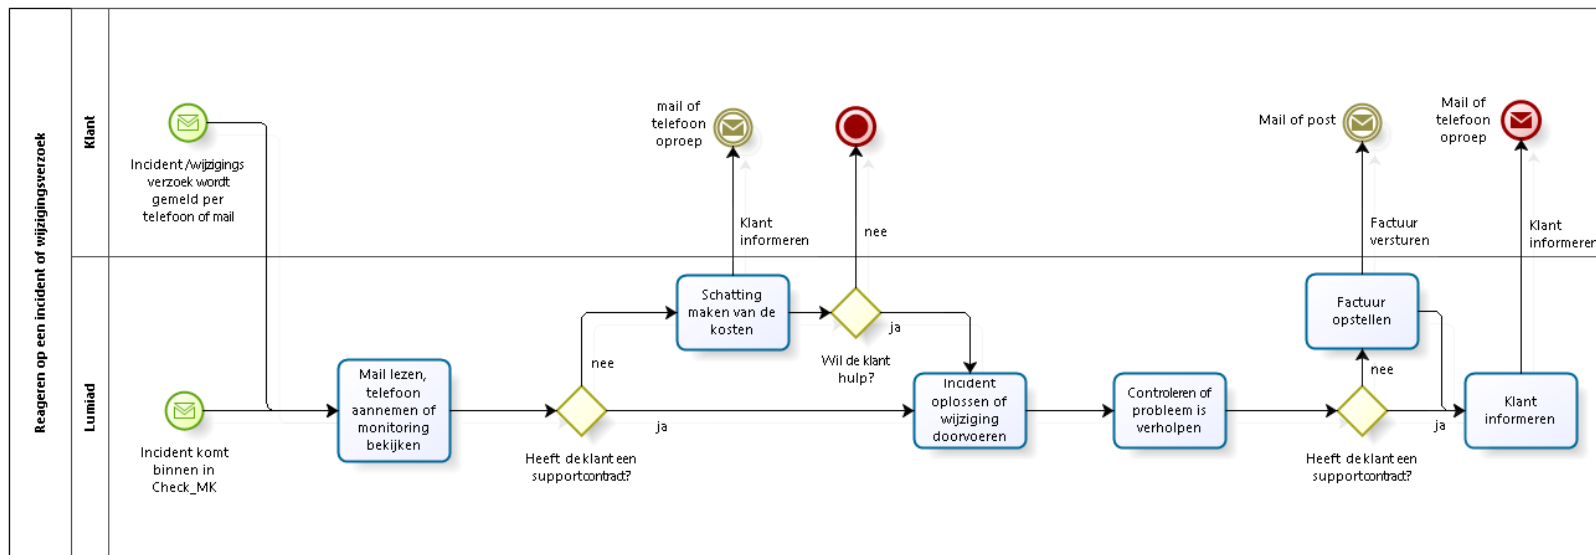 Reageren op een incident of wijzigingsverzoek
Klant
Incident/wijzigings
verzoek wordt
gemeld per
telefoon of mail
mail of
telefoon
oproep
Klant
informeren
nee
Mail of post
Factuur
versturen
Mail of
telefoon
oproep
Klant
informeren
Lumiad
Incident komt
binnen in
Check_MK
Mail lezen,
telefoon
aannemen of
monitoring
bekijken
Heeft de klant een
supportcontract?
nee
ja
Schatting
maken van de
kosten
Wil de klant
hulp?
ja
Incident
oplossen of
wijziging
doorvoeren
Controleren of
probleem is
verholpen
Heeft de klant een
supportcontract?
nee
ja
Factuur
opstellen
Klant
informeren